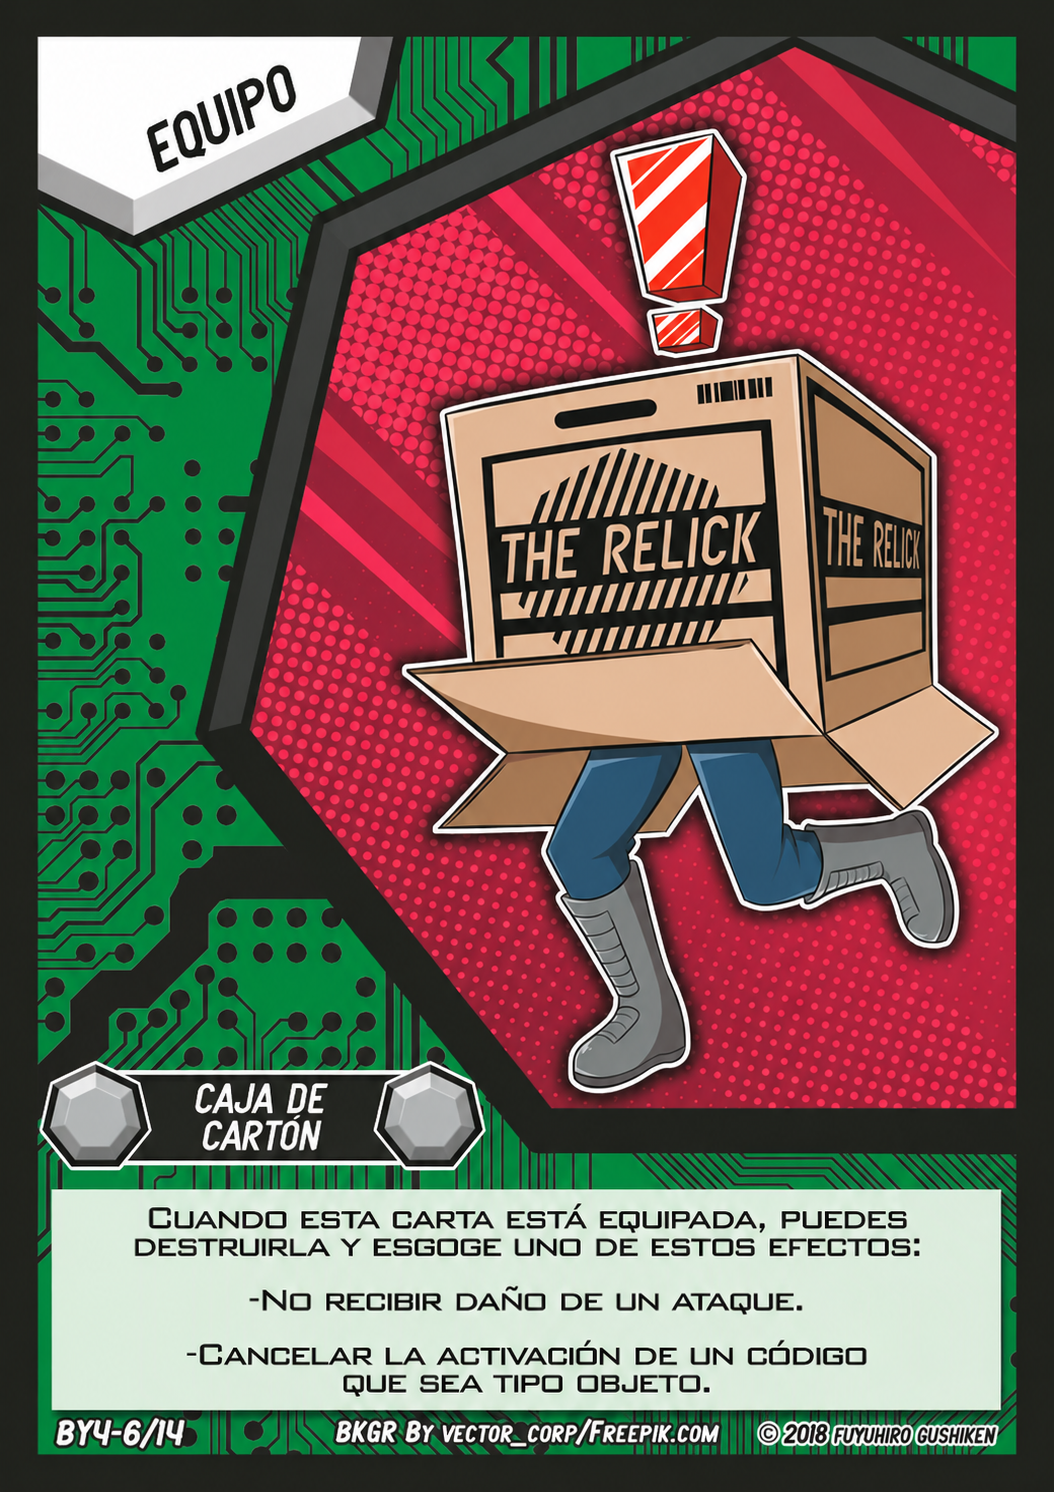 EQUIPO
THE RELICK
THE RELICK
CAJA DE
CARTÓN
CUANDO ESTA CARTA ESTÁ EQUIPADA, PUEDES
DESTRUIRLA Y ESGOGE UNO DE ESTOS EFECTOS:
-NO RECIBIR DAÑO DE UN ATAQUE.
-CANCELAR LA ACTIVACIÓN DE UN CÓDIGO
QUE SEA TIPO OBJETO.
BY4-6/14
BKGR BY VECTOR_CORP/FREEPIK.COM
© 2018 FUYUHIRO GUSHIKEN